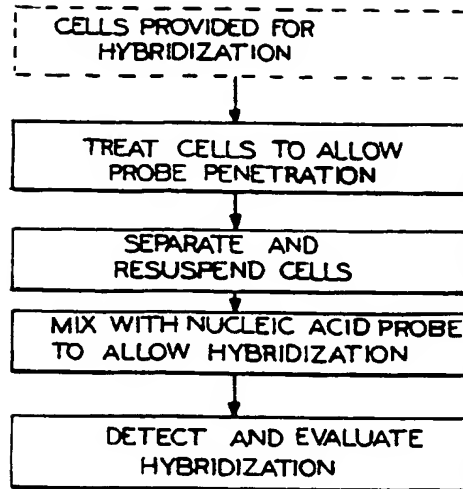 CELLS PROVIDED FOR
HYBRIDIZATION
TREAT CELLS TO ALLOW
PROBE PENETRATION
SEPARATE AND
RESUSPEND CELLS
MIX WITH NUCLEIC ACID PROBE
TO ALLOW HYBRIDIZATION
DETECT AND EVALUATE
HYBRIDIZATION